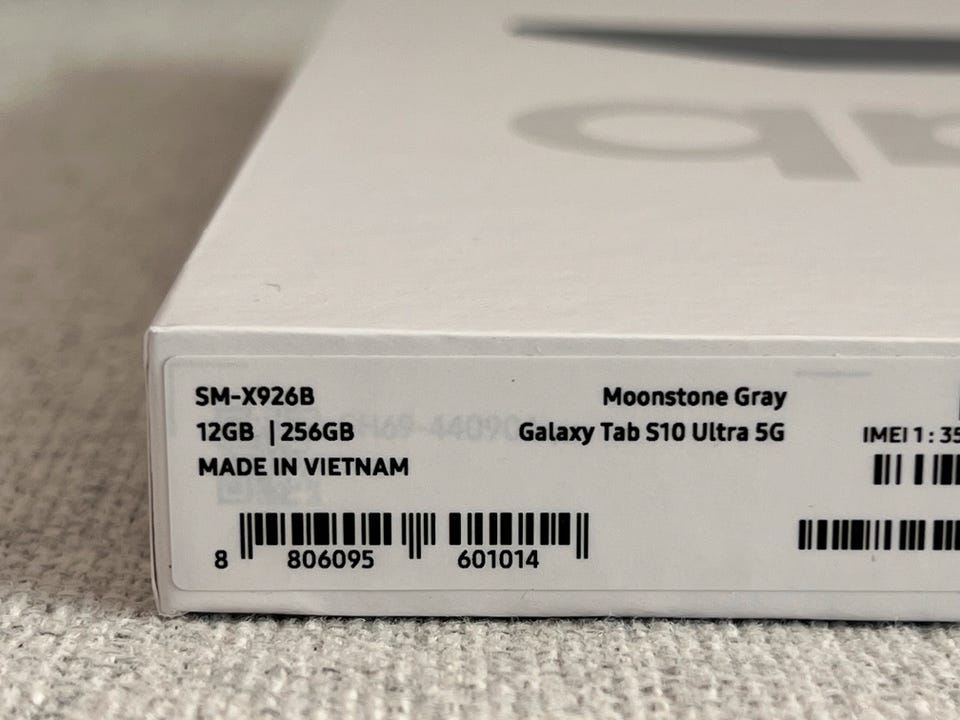 SM-X926B
Moonstone Gray
12GB | 256GB
Galaxy Tab S10 Ultra 5G
IMEI 1 : 35
MADE IN VIETNAM
8 806095 601014